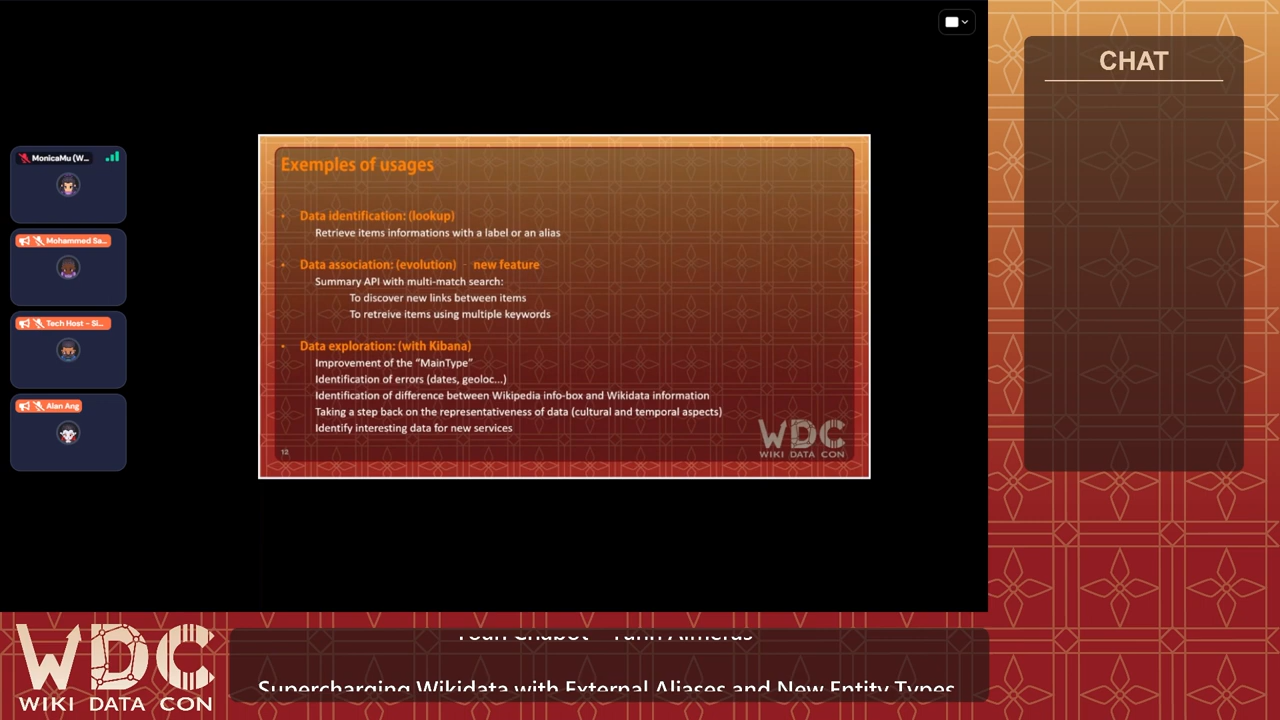 CHAT
MonicaMu (W...
Mohammed Sa...
Tech Host - Si...
Alan Ang
Exemples of usages
• Data identification: (lookup)
Retrieve items informations with a label or an alias
• Data association: (evolution) - new feature
Summary API with multi-match search:
To discover new links between items
To retreive items using multiple keywords
• Data exploration: (with Kibana)
Improvement of the “MainType”
Identification of errors (dates, geoloc...)
Identification of difference between Wikipedia info-box and Wikidata information
Taking a step back on the representativeness of data (cultural and temporal aspects)
Identify interesting data for new services
12
WDC
WIKI DATA CON
WDC
WIKI DATA CON
Yoan Chabot - Yann Almeras
Supercharging Wikidata with External Aliases and New Entity Types